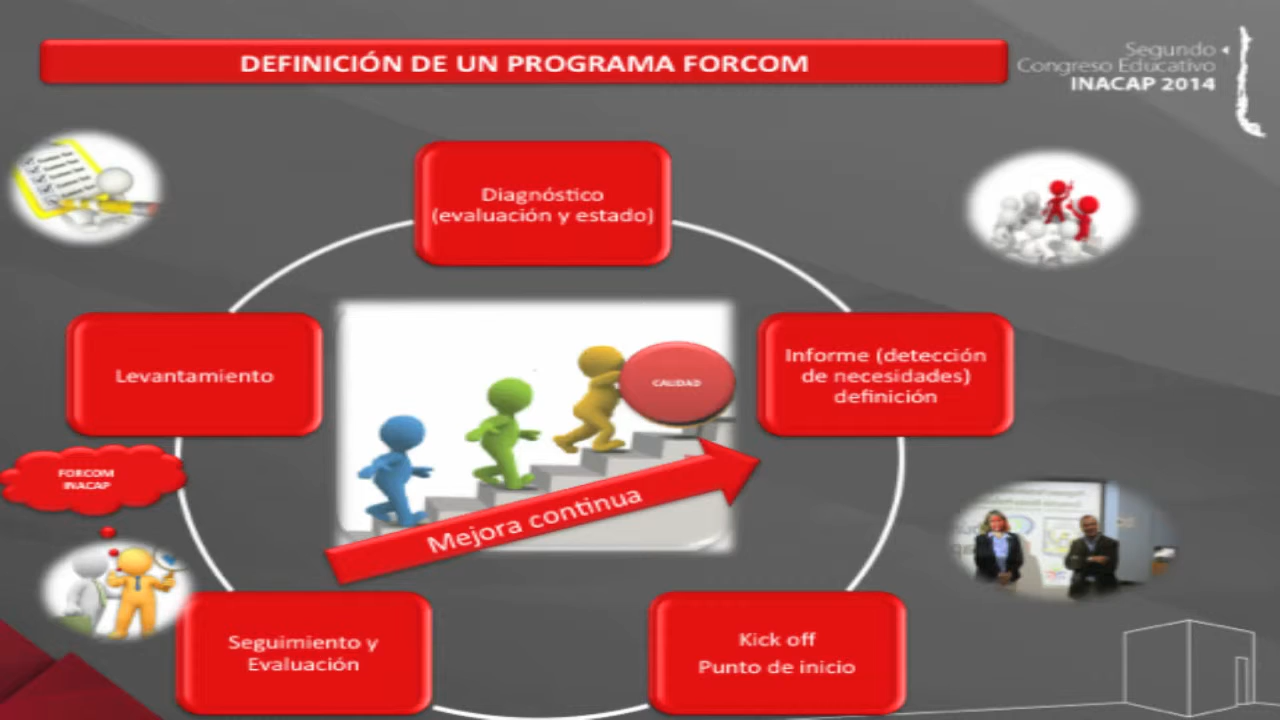 DEFINICIÓN DE UN PROGRAMA FORCOM
Segundo
Congreso Educativo
INACAP 2014
Diagnóstico
(evaluación y estado)
Levantamiento
Informe (detección
de necesidades)
definición
CALIDAD
Mejora continua
FORCOM
INACAP
Seguimiento y
Evaluación
Kick off
Punto de inicio